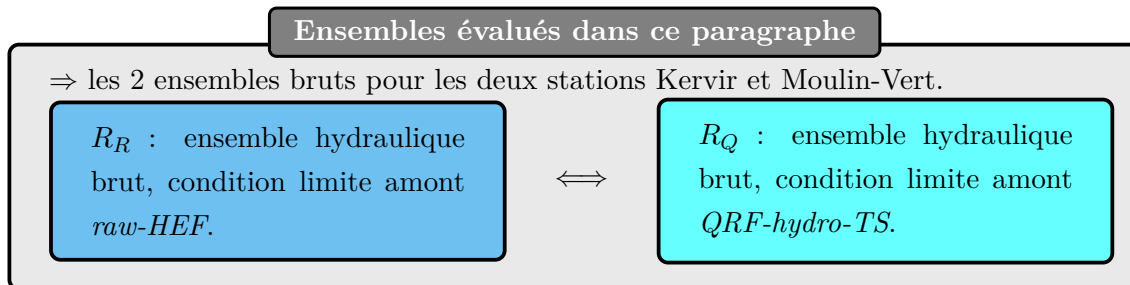 Ensembles évalués dans ce paragraphe
⇒ les 2 ensembles bruts pour les deux stations Kervir et Moulin-Vert.
R_R : ensemble hydraulique
brut, condition limite amont
raw-HEF.
⟺
R_Q : ensemble hydraulique
brut, condition limite amont
QRF-hydro-TS.